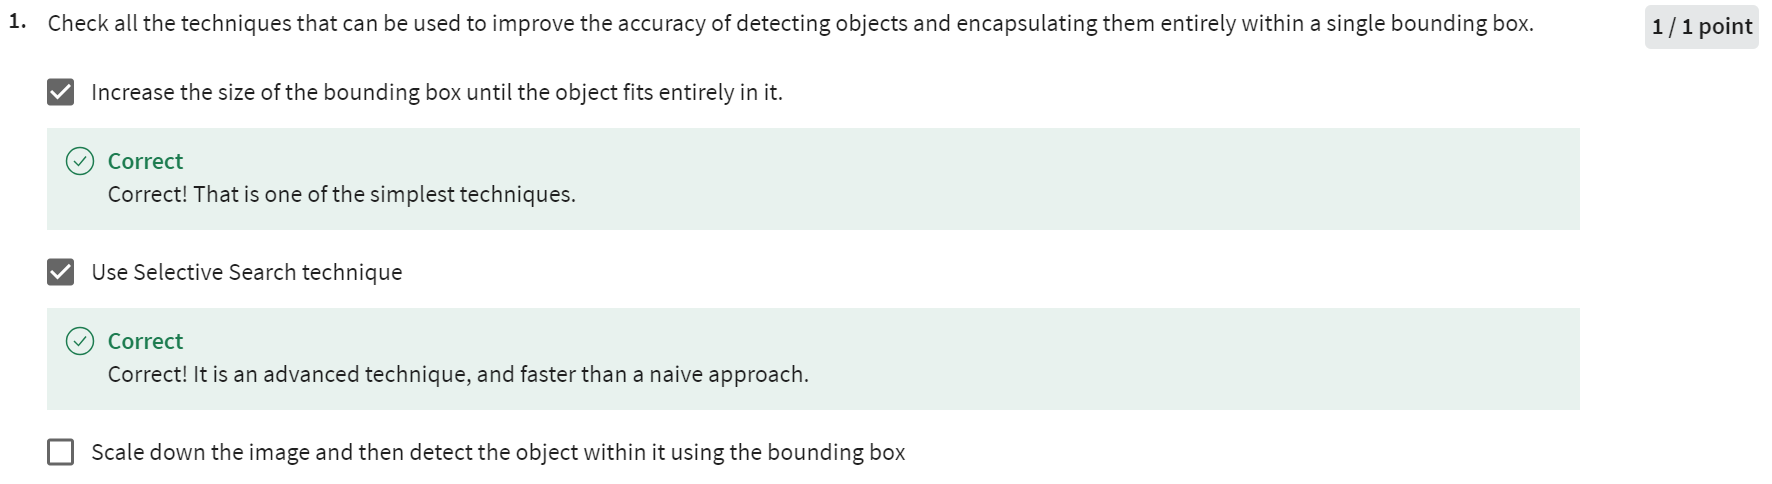 1. Check all the techniques that can be used to improve the accuracy of detecting objects and encapsulating them entirely within a single bounding box.
1 / 1 point
Increase the size of the bounding box until the object fits entirely in it.
Correct
Correct! That is one of the simplest techniques.
Use Selective Search technique
Correct
Correct! It is an advanced technique, and faster than a naive approach.
Scale down the image and then detect the object within it using the bounding box